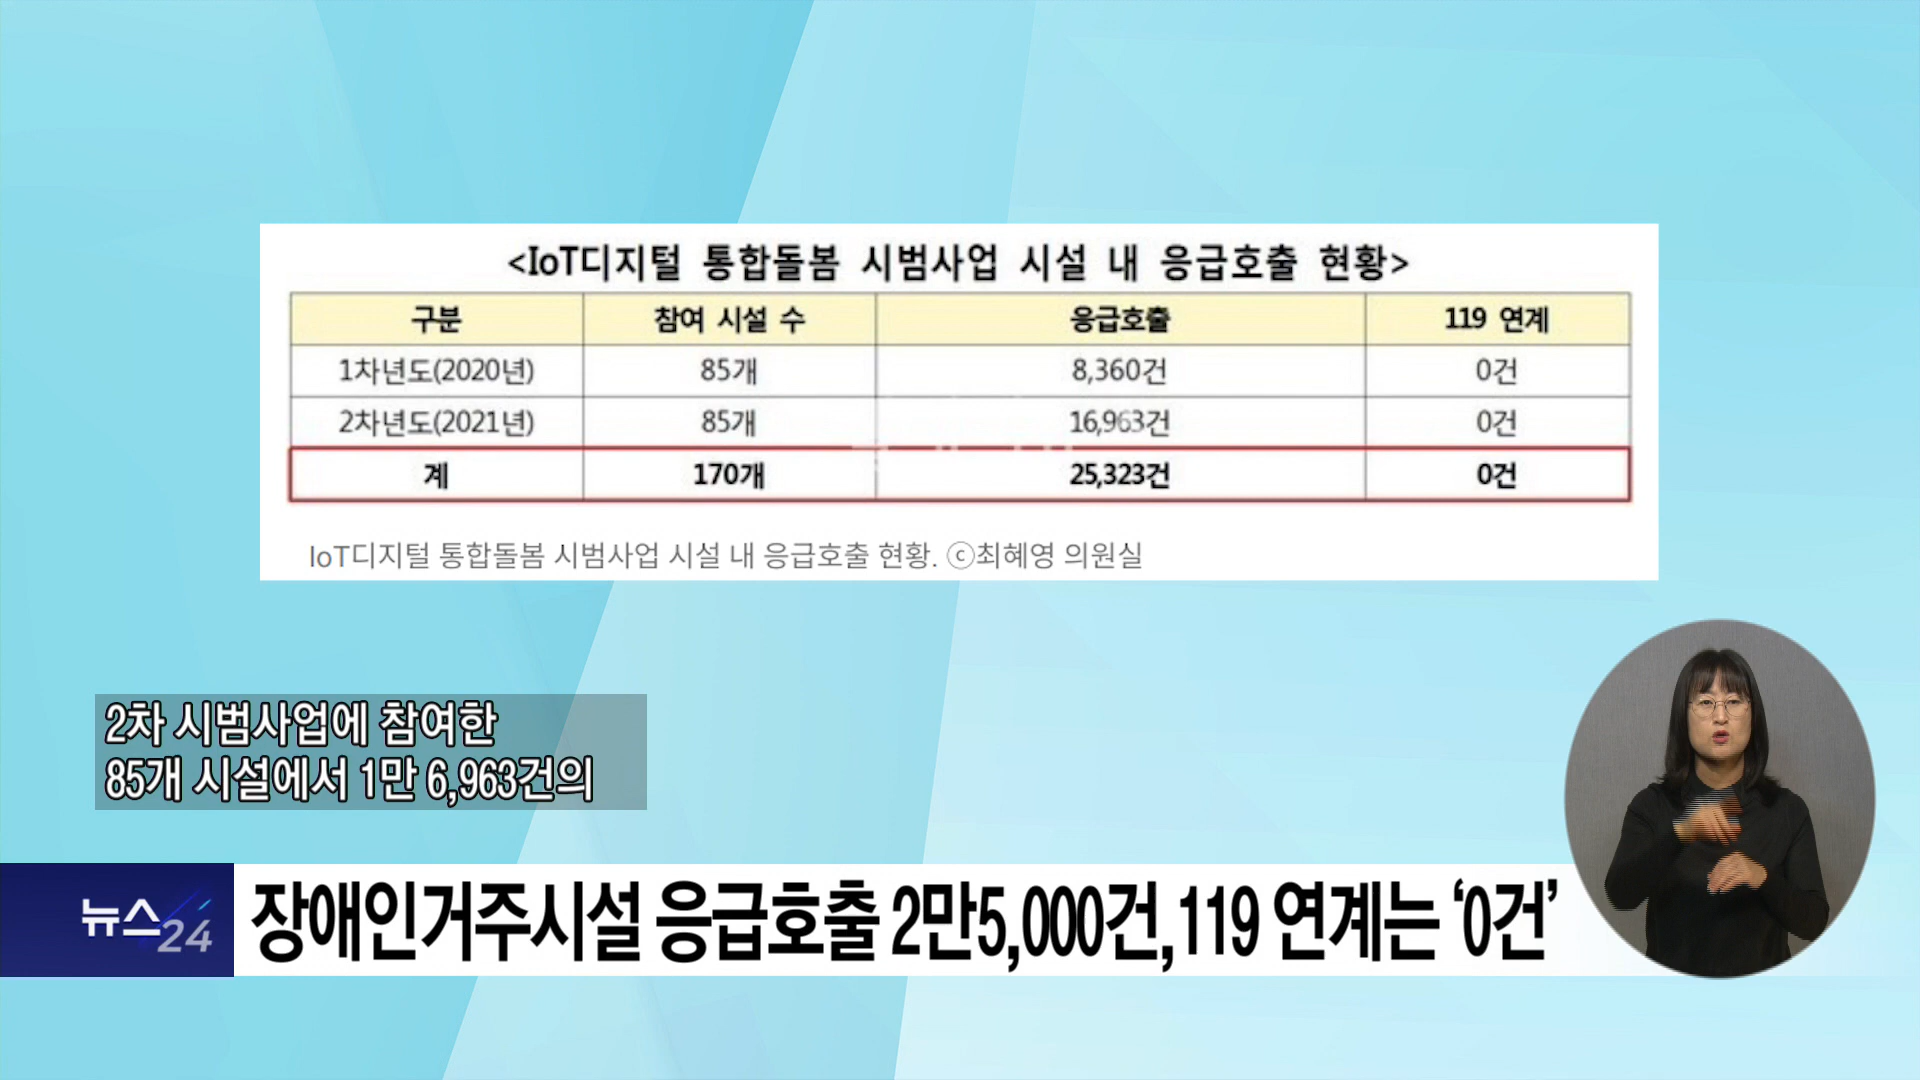 <IoT디지털 통합돌봄 시범사업 시설 내 응급호출 현황>
구분 참여 시설 수 응급호출 119 연계
1차년도(2020년) 85개 8,360건 0건
2차년도(2021년) 85개 16,963건 0건
계 170개 25,323건 0건
IoT디지털 통합돌봄 시범사업 시설 내 응급호출 현황. ⓒ최혜영 의원실
2차 시범사업에 참여한
85개 시설에서 1만 6,963건의
뉴스24
장애인거주시설 응급호출 2만5,000건,119 연계는 ‘0건’